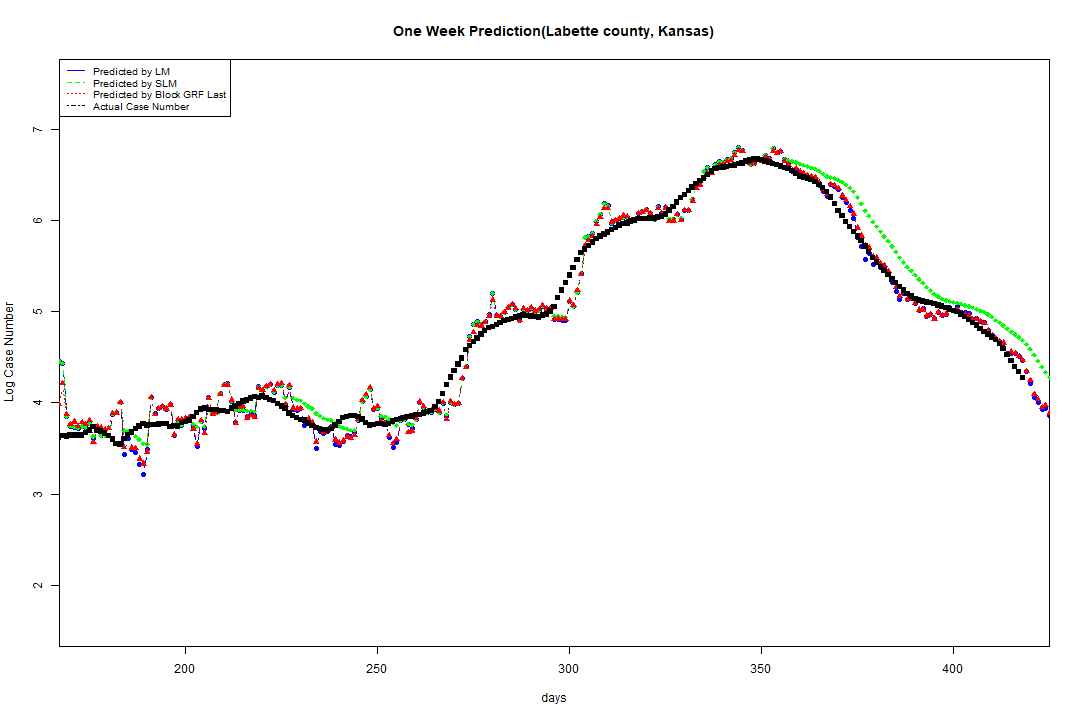 One Week Prediction(Labette county, Kansas)
Predicted by LM
Predicted by SLM
Predicted by Block GRF Last
Actual Case Number
7
6
5
4
3
2
Log Case Number
200 250 300 350 400
days